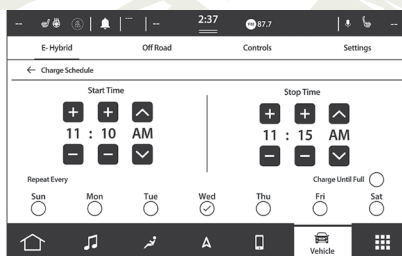 -- -- -- 2:37 FM 87.7 -- --
E- Hybrid Off Road Controls Settings
Charge Schedule
Start Time Stop Time
11 : 10 AM 11 : 15 AM
Repeat Every Charge Until Full
Sun Mon Tue Wed Thu Fri Sat
Vehicle